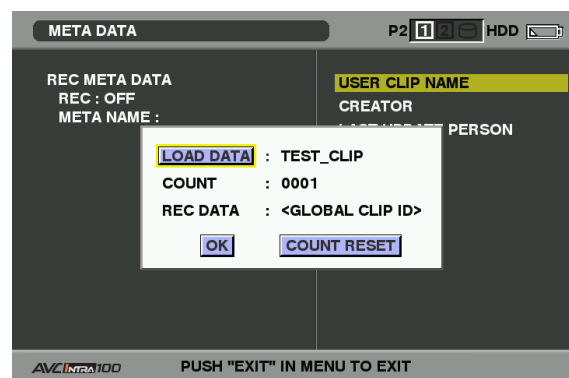 META DATA
P2 1 2 HDD
REC META DATA
REC : OFF
META NAME :
USER CLIP NAME
CREATOR
LAST UPDATE PERSON
LOAD DATA : TEST_CLIP
COUNT : 0001
REC DATA : <GLOBAL CLIP ID>
OK COUNT RESET
AVC INTRA 100 PUSH "EXIT" IN MENU TO EXIT